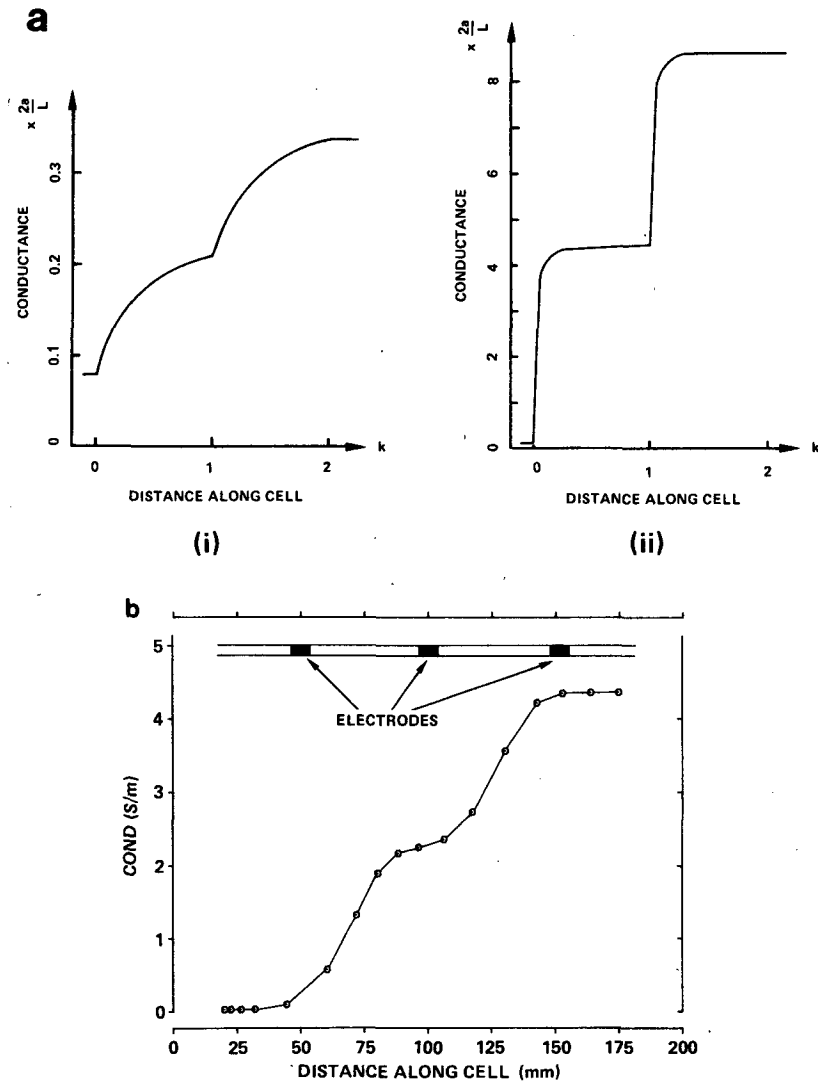 a
x 2a/L
CONDUCTANCE
0.3
0.2
0.1
0
0
1
2
k
DISTANCE ALONG CELL
(i)
x 2a/L
CONDUCTANCE
8
6
4
2
0
0
1
2
k
DISTANCE ALONG CELL
(ii)
b
COND (S/m)
5
4
3
2
1
0
ELECTRODES
0
25
50
75
100
125
150
175
200
DISTANCE ALONG CELL (mm)